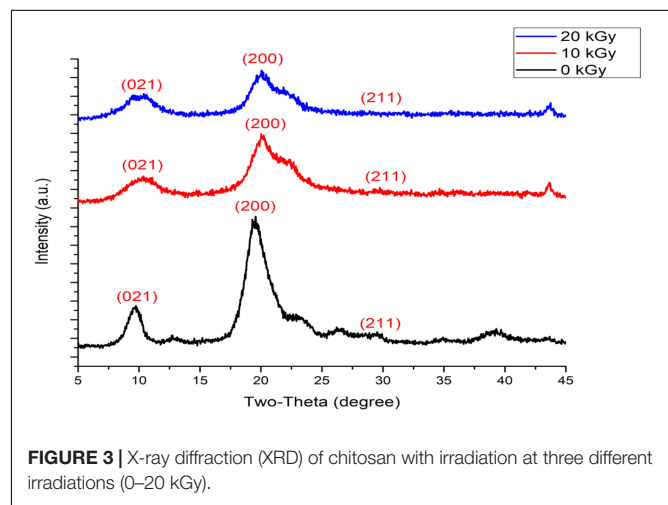 20 kGy
10 kGy
0 kGy
(200)
(021)
(211)
(200)
(021)
(211)
(200)
(021)
(211)
Intensity (a.u.)
5 10 15 20 25 30 35 40 45
Two-Theta (degree)
FIGURE 3 | X-ray diffraction (XRD) of chitosan with irradiation at three different
irradiations (0–20 kGy).